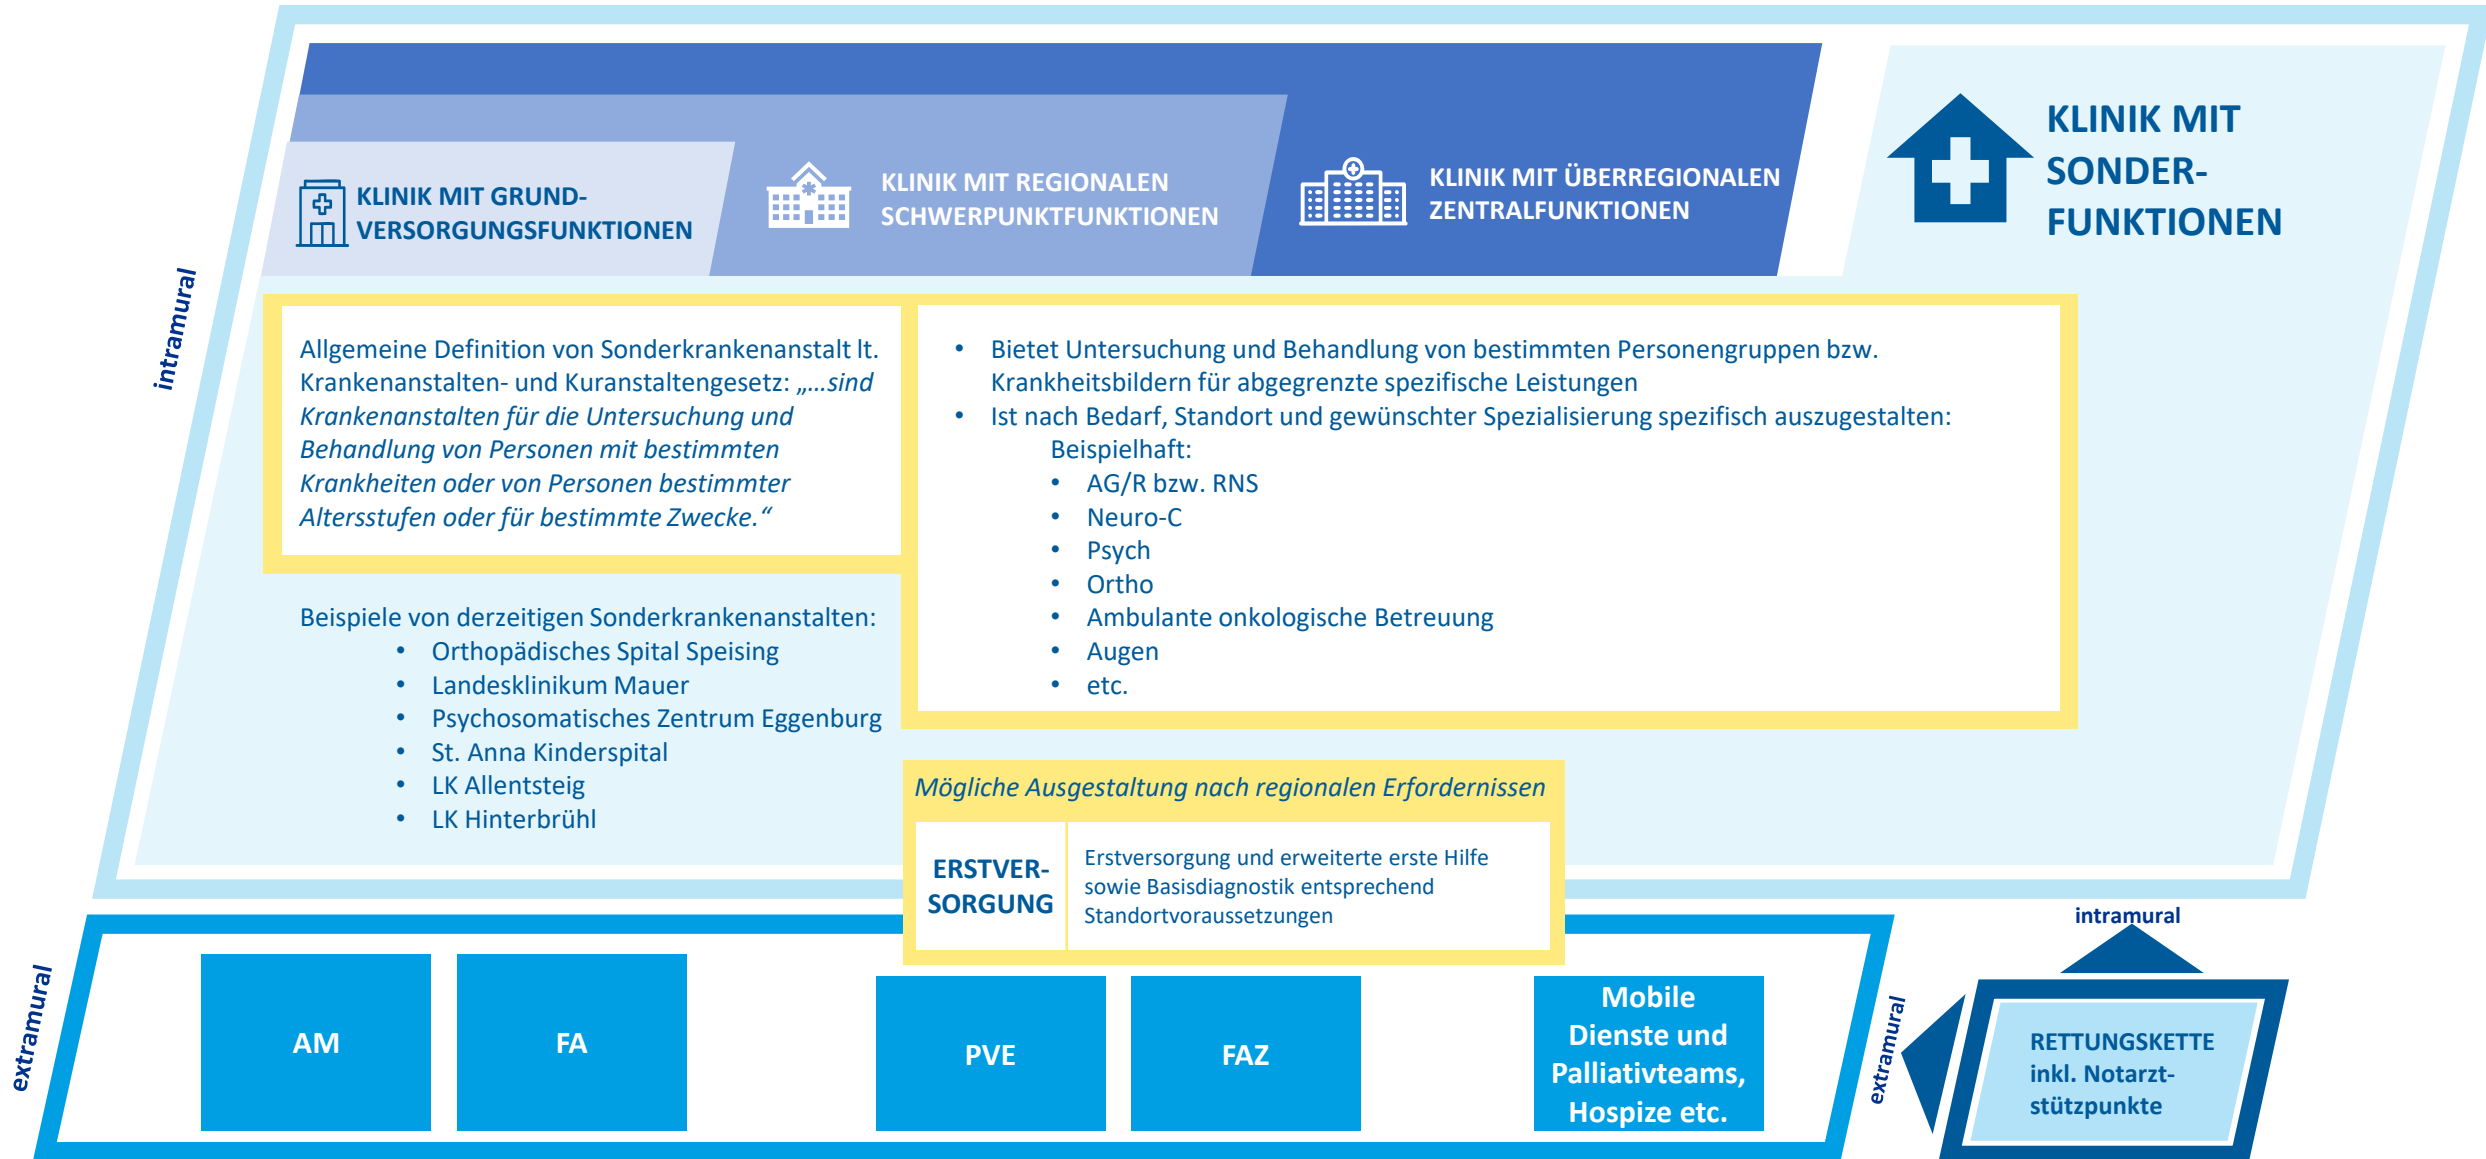 KLINIK MIT GRUND-
VERSORGUNGSFUNKTIONEN
KLINIK MIT REGIONALEN
SCHWERPUNKTFUNKTIONEN
KLINIK MIT ÜBERREGIONALEN
ZENTRALFUNKTIONEN
KLINIK MIT
SONDER-
FUNKTIONEN
intramural
Allgemeine Definition von Sonderkrankenanstalt lt.
Krankenanstalten- und Kuranstaltengesetz: „…sind
Krankenanstalten für die Untersuchung und
Behandlung von Personen mit bestimmten
Krankheiten oder von Personen bestimmter
Altersstufen oder für bestimmte Zwecke.“
• Bietet Untersuchung und Behandlung von bestimmten Personengruppen bzw.
Krankheitsbildern für abgegrenzte spezifische Leistungen
• Ist nach Bedarf, Standort und gewünschter Spezialisierung spezifisch auszugestalten:
Beispielhaft:
• AG/R bzw. RNS
• Neuro-C
• Psych
• Ortho
• Ambulante onkologische Betreuung
• Augen
• etc.
Beispiele von derzeitigen Sonderkrankenanstalten:
• Orthopädisches Spital Speising
• Landesklinikum Mauer
• Psychosomatisches Zentrum Eggenburg
• St. Anna Kinderspital
• LK Allentsteig
• LK Hinterbrühl
Mögliche Ausgestaltung nach regionalen Erfordernissen
ERSTVER-
SORGUNG
Erstversorgung und erweiterte erste Hilfe
sowie Basisdiagnostik entsprechend
Standortvoraussetzungen
extramural
AM
FA
PVE
FAZ
Mobile
Dienste und
Palliativteams,
Hospize etc.
intramural
extramural
RETTUNGSKETTE
inkl. Notarzt-
stützpunkte